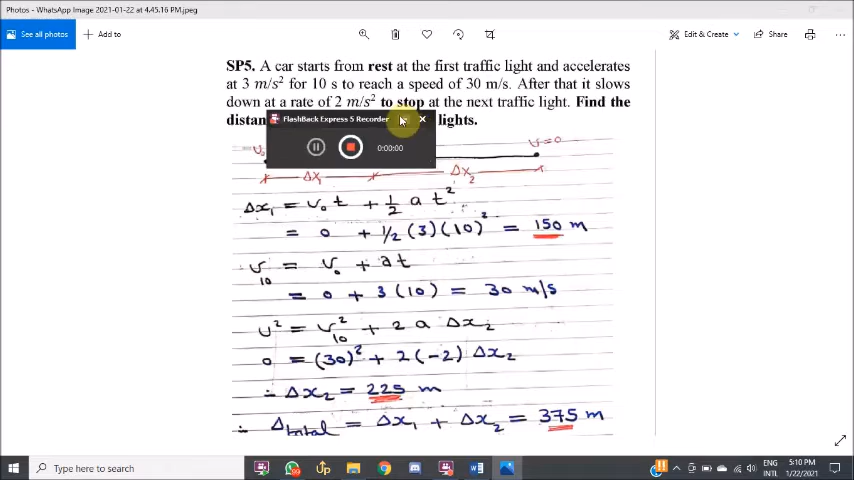 Photos - WhatsApp Image 2021-01-22 at 4.45.16 PM.jpeg
See all photos
Add to
Edit & Create
Share
SP5. A car starts from rest at the first traffic light and accelerates
at 3 m/s² for 10 s to reach a speed of 30 m/s. After that it slows
down at a rate of 2 m/s² to stop at the next traffic light. Find the
distan
lights.
FlashBack Express 5 Recorder
0:00:00
v₀
v=0
Δx₁
Δx₂
Δx₁ = v₀ t + 1/2 a t²
= 0 + 1/2 (3) (10)² = 150 m
v₁₀ = v₀ + at
= 0 + 3 (10) = 30 m/s
v² = v₁₀² + 2 a Δx₂
0 = (30)² + 2 (-2) Δx₂
∴ Δx₂ = 225 m
∴ Δtotal = Δx₁ + Δx₂ = 375 m
Type here to search
ENG
INTL
5:10 PM
1/22/2021